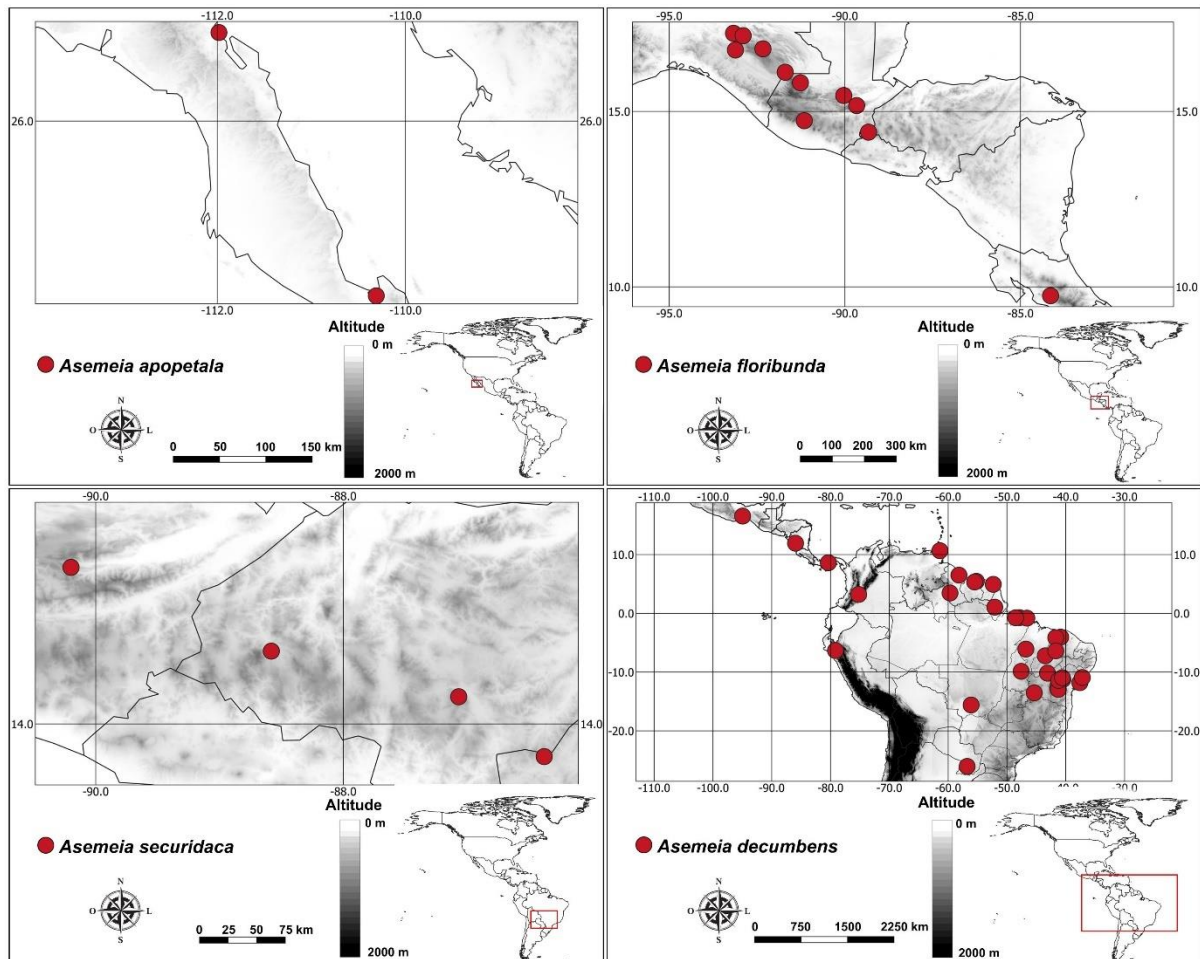 -112.0 -110.0
26.0 26.0
-112.0 -110.0
Altitude
0 m
Asemeia apopetala
N
O L
S
0 50 100 150 km
2000 m
-95.0 -90.0 -85.0
15.0 15.0
10.0 10.0
-95.0 -90.0 -85.0
Altitude
0 m
Asemeia floribunda
N
O L
S
0 100 200 300 km
2000 m
-90.0 -88.0
14.0 14.0
-90.0 -88.0
Altitude
0 m
Asemeia securidaca
N
O L
S
0 25 50 75 km
2000 m
-110.0 -100.0 -90.0 -80.0 -70.0 -60.0 -50.0 -40.0 -30.0
10.0 10.0
0.0 0.0
-10.0 -10.0
-20.0 -20.0
-110.0 -100.0 -90.0 -80.0 -70.0 -60.0 -50.0 -40.0 -30.0
Altitude
0 m
Asemeia decumbens
N
O L
S
0 750 1500 2250 km
2000 m